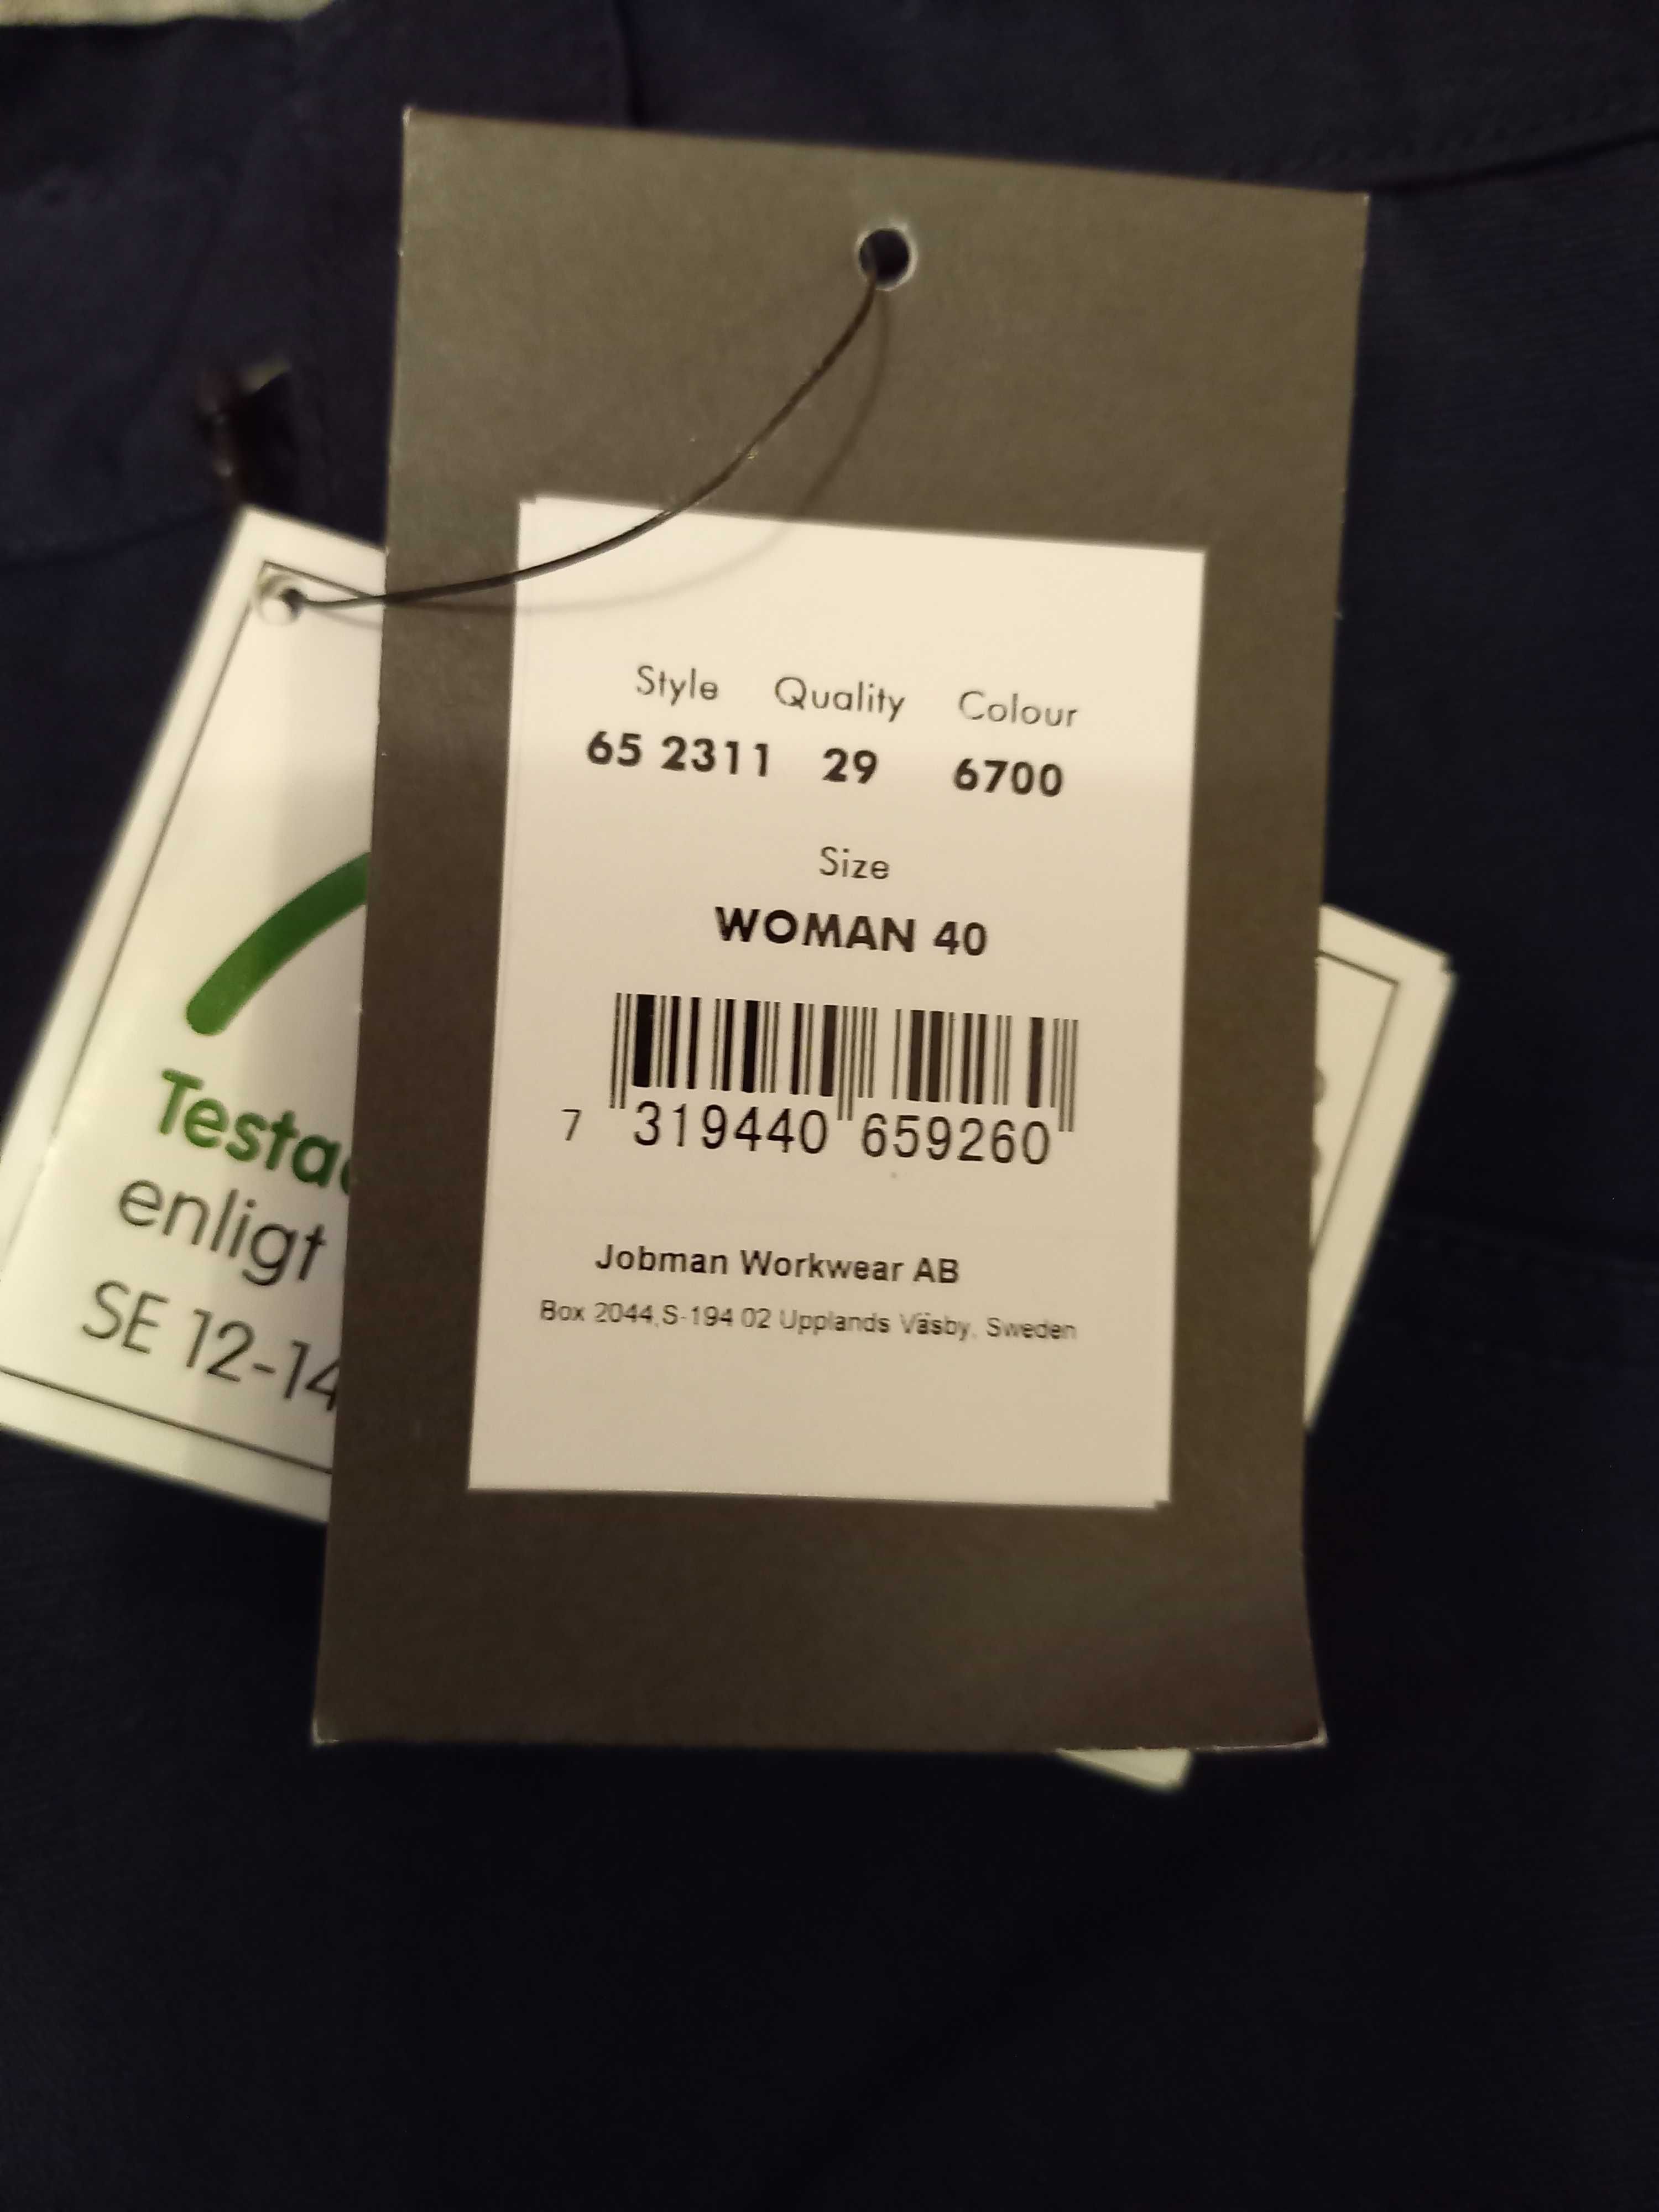 Style Quality Colour
65 2311 29 6700
Size
WOMAN 40
7 319440 659260
Jobman Workwear AB
Box 2044,S-194 02 Upplands Väsby, Sweden
enligt
SE 12-14